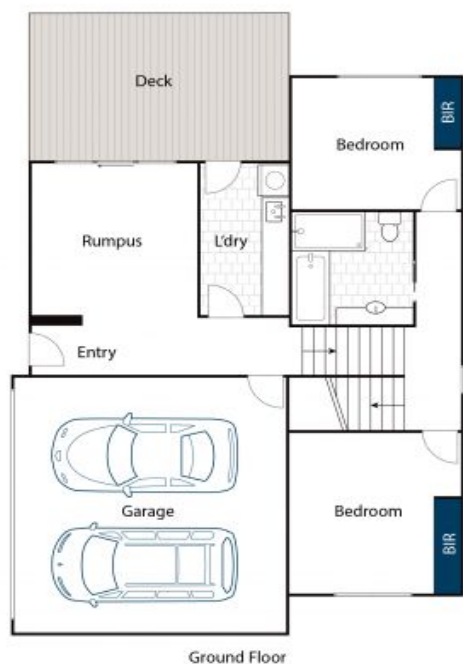 Deck
BIR
Bedroom
Rumpus
L'dry
Entry
Garage
Bedroom
BIR
Ground Floor